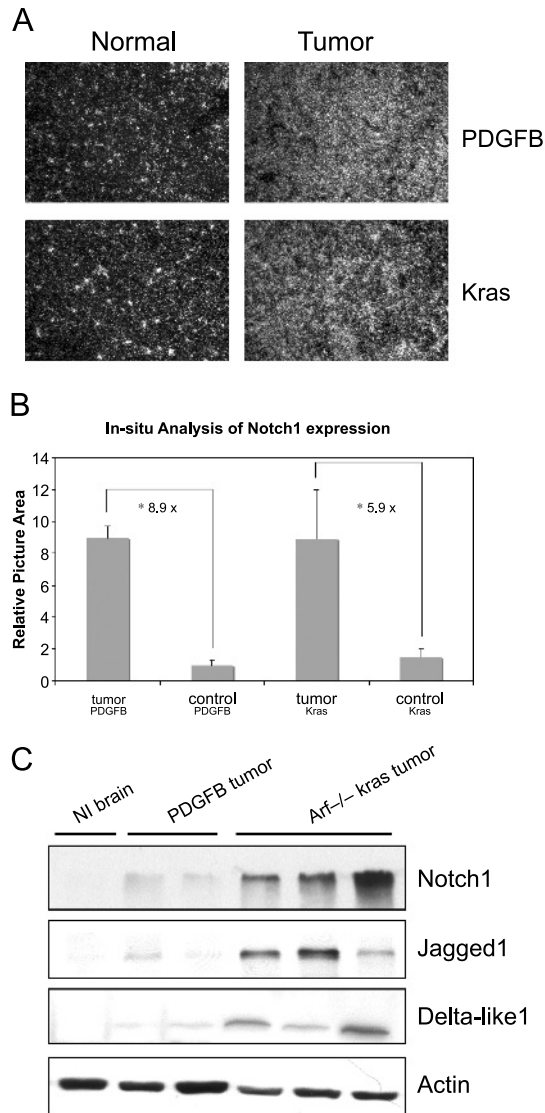 A
Normal
Tumor
PDGFB
Kras
B
In-situ Analysis of Notch1 expression
Relative Picture Area
14
12
10
8
6
4
2
0
* 8.9 x
* 5.9 x
tumor
PDGFB
control
PDGFB
tumor
Kras
control
Kras
C
NI brain
PDGFB tumor
Arf–/– kras tumor
Notch1
Jagged1
Delta-like1
Actin